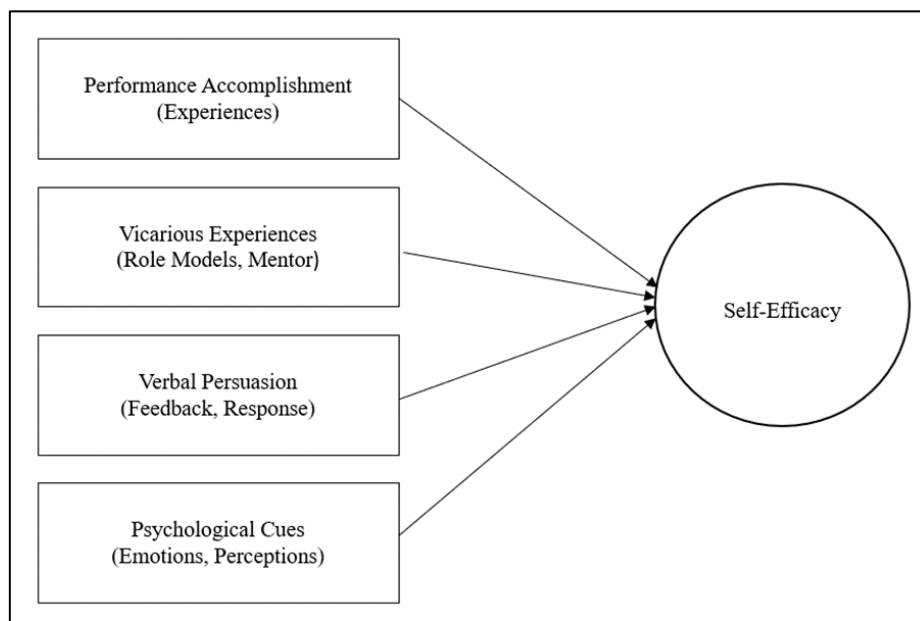 Performance Accomplishment
(Experiences)
Vicarious Experiences
(Role Models, Mentor)
Verbal Persuasion
(Feedback, Response)
Psychological Cues
(Emotions, Perceptions)
Self-Efficacy